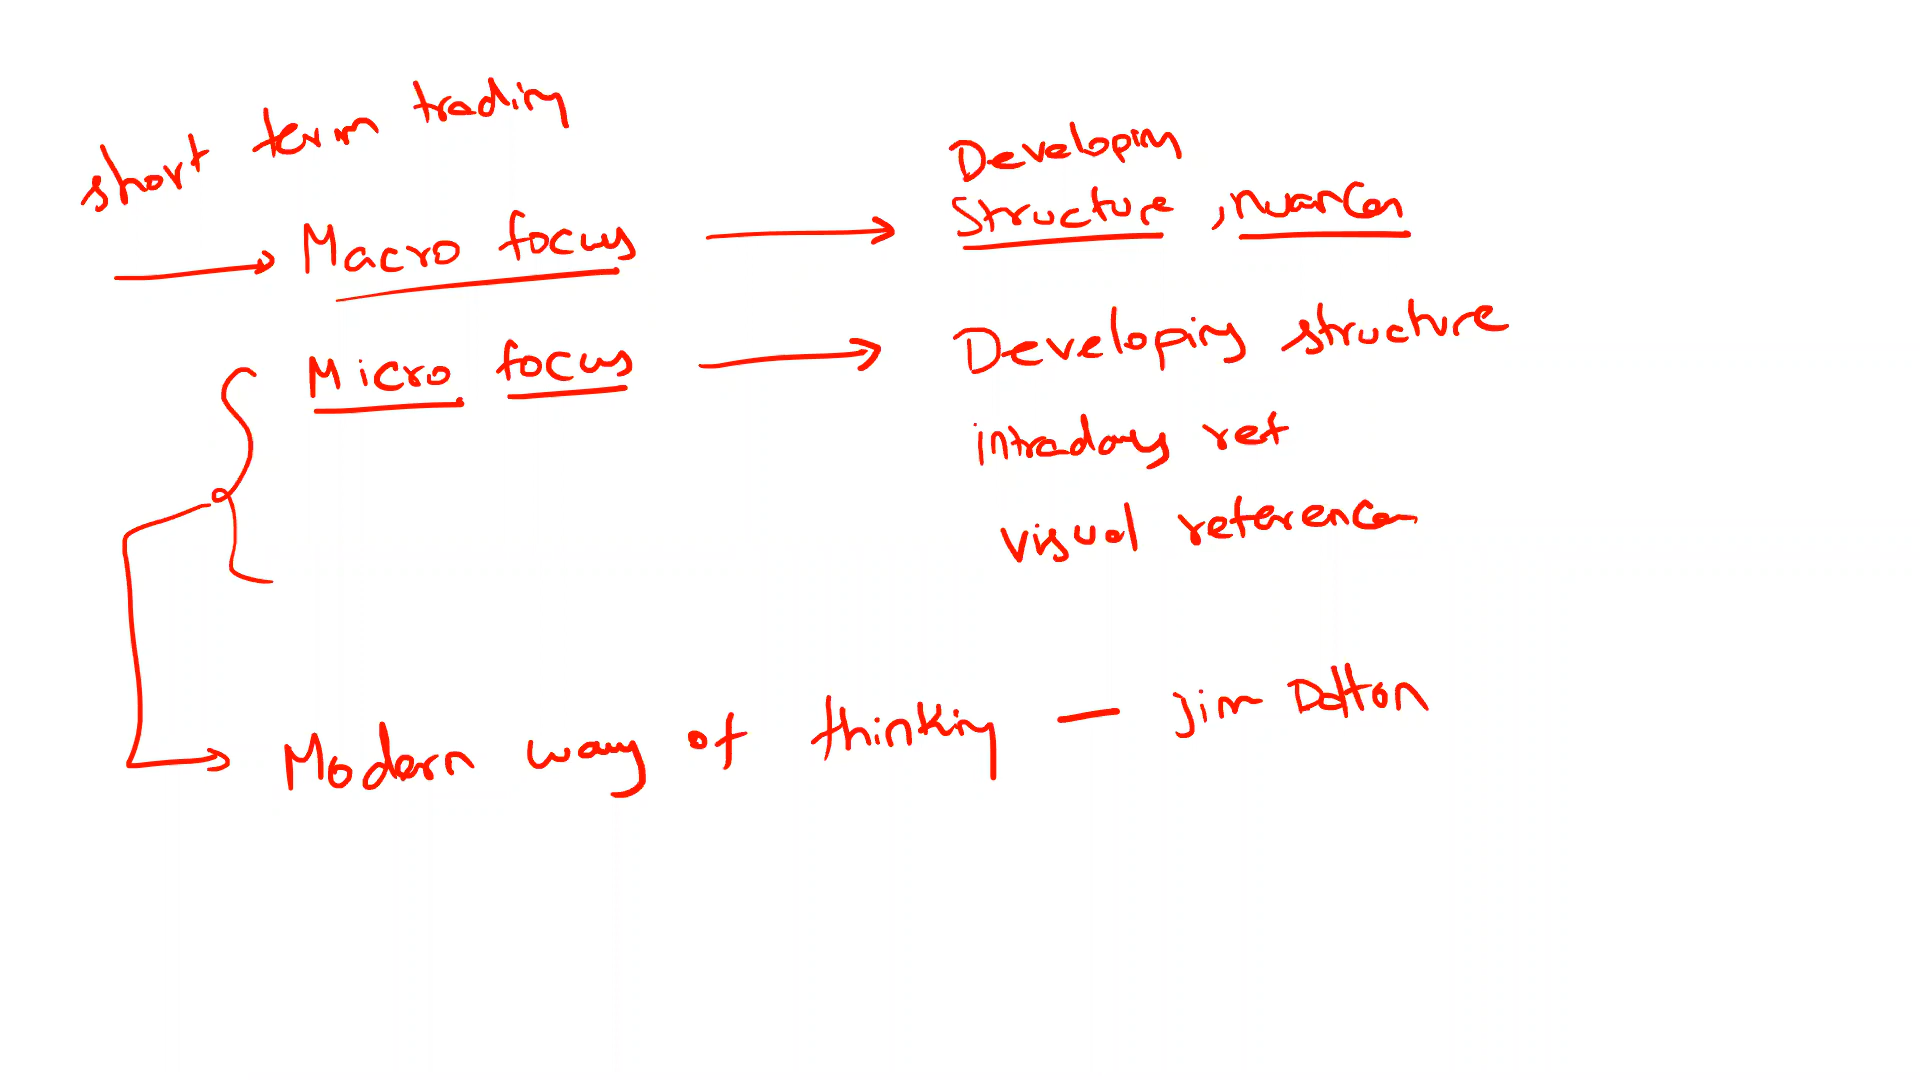 short term trading
Macro focus → Developing
structure, nuances
Micro focus → Developing structure
intraday ref
visual references
Modern way of thinking — Jim Dalton